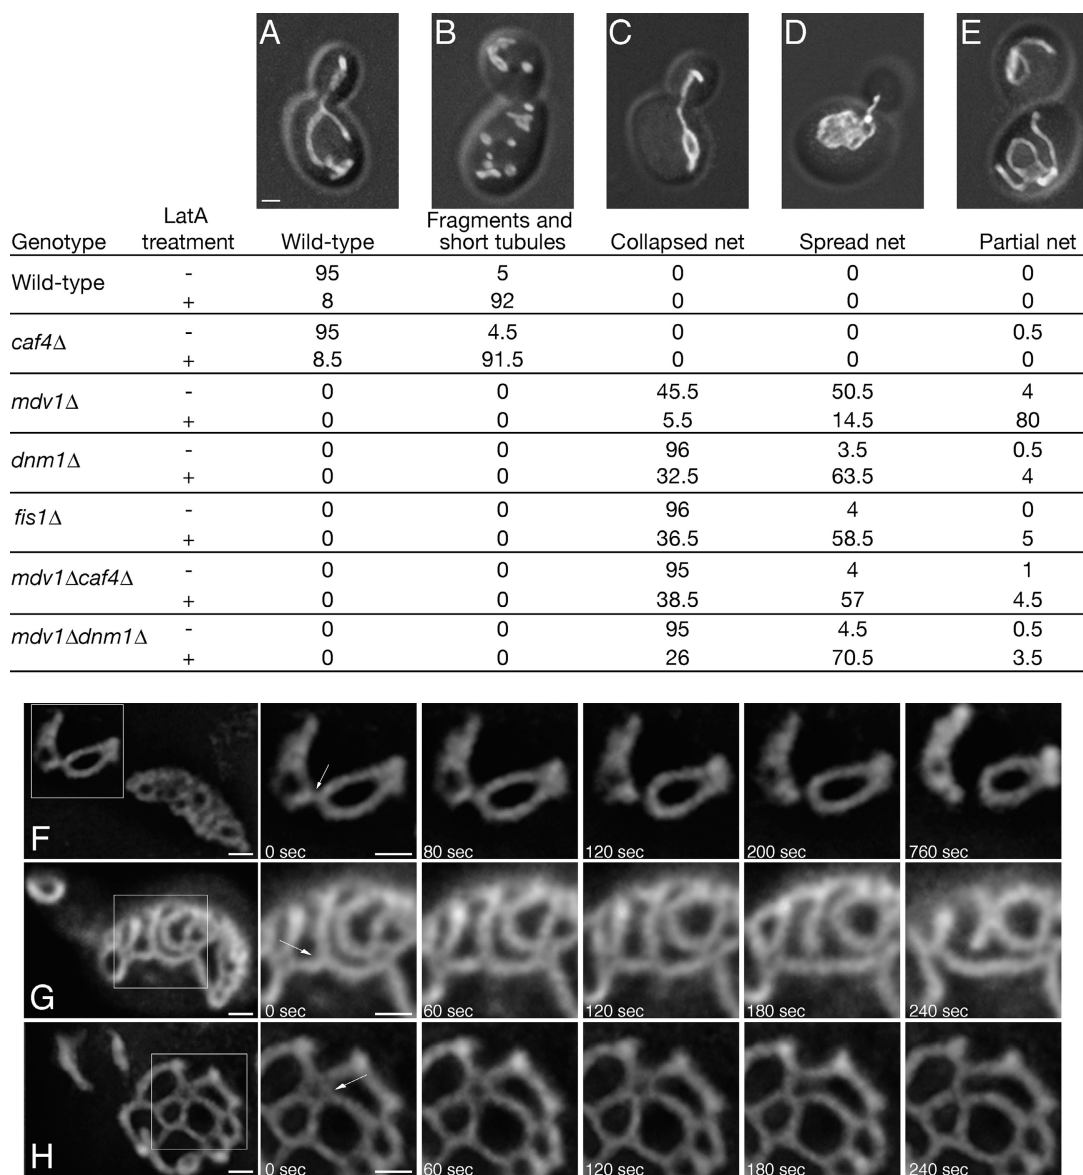 A B C D E
LatA
Genotype treatment Wild-type Fragments and short tubules Collapsed net Spread net Partial net
Wild-type - 95 5 0 0 0
+ 8 92 0 0 0
caf4Δ - 95 4.5 0 0 0.5
+ 8.5 91.5 0 0 0
mdv1Δ - 0 0 45.5 50.5 4
+ 0 0 5.5 14.5 80
dnm1Δ - 0 0 96 3.5 0.5
+ 0 0 32.5 63.5 4
fis1Δ - 0 0 96 4 0
+ 0 0 36.5 58.5 5
mdv1Δcaf4Δ - 0 0 95 4 1
+ 0 0 38.5 57 4.5
mdv1Δdnm1Δ - 0 0 95 4.5 0.5
+ 0 0 26 70.5 3.5
F 0 sec 80 sec 120 sec 200 sec 760 sec
G 0 sec 60 sec 120 sec 180 sec 240 sec
H 0 sec 60 sec 120 sec 180 sec 240 sec